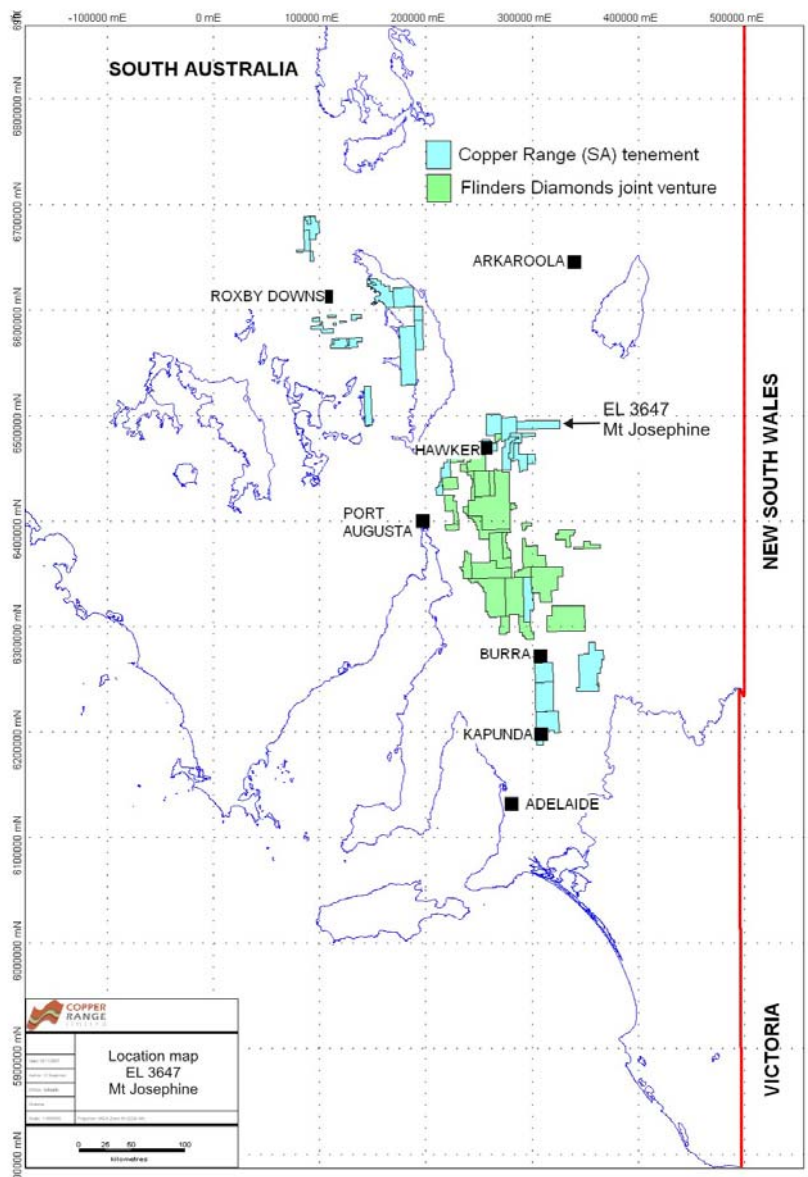 -100000 mE 0 mE 100000 mE 200000 mE 300000 mE 400000 mE 500000 mE
SOUTH AUSTRALIA
6800000 mN
Copper Range (SA) tenement
Flinders Diamonds joint venture
6700000 mN
ARKAROOLA
ROXBY DOWNS
6600000 mN
EL 3647
Mt Josephine
6500000 mN
HAWKER
NEW SOUTH WALES
PORT
AUGUSTA
6400000 mN
6300000 mN
BURRA
6200000 mN
KAPUNDA
ADELAIDE
6100000 mN
6000000 mN
COPPER
RANGE
LIMITED
VICTORIA
5900000 mN
Location map
EL 3647
Mt Josephine
0 25 50 100
kilometres